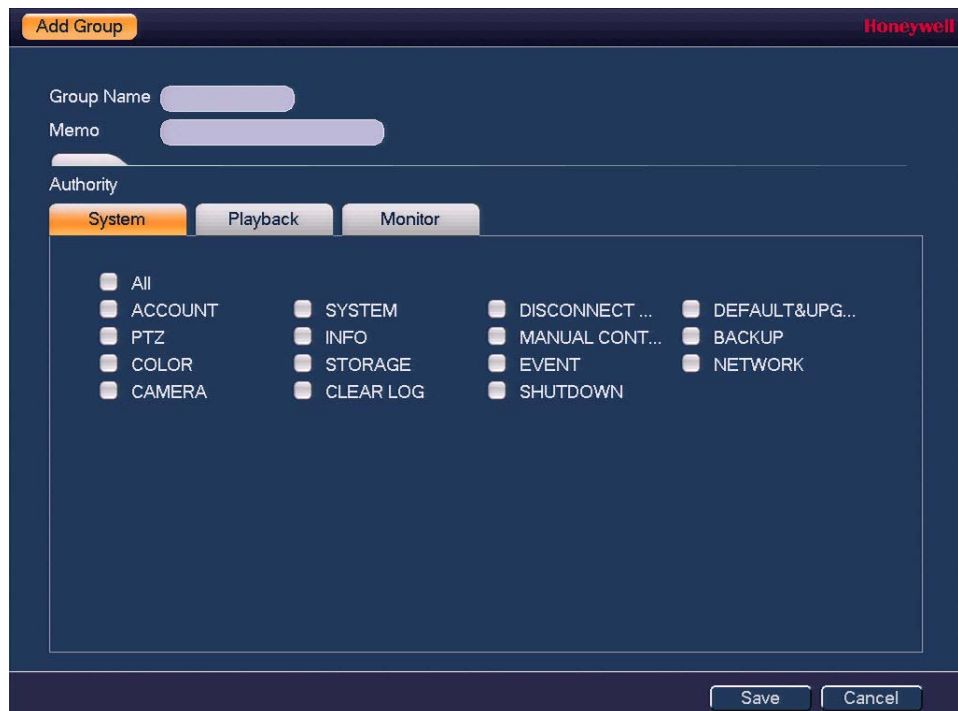 Add Group Honeywell
Group Name
Memo
Authority
System Playback Monitor
All
ACCOUNT SYSTEM DISCONNECT ... DEFAULT&UPG...
PTZ INFO MANUAL CONT... BACKUP
COLOR STORAGE EVENT NETWORK
CAMERA CLEAR LOG SHUTDOWN
Save Cancel